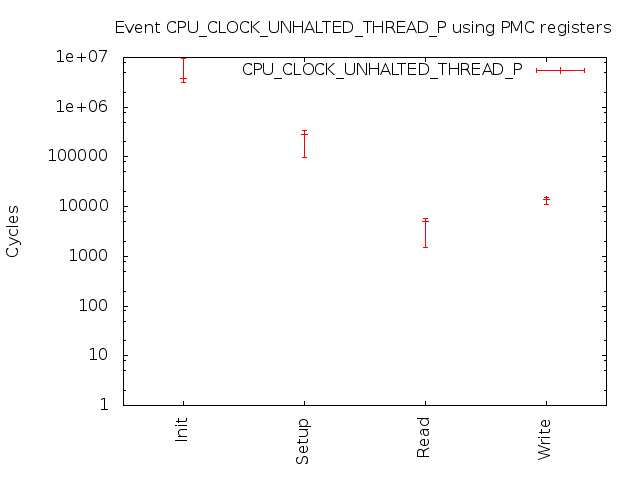 Event CPU_CLOCK_UNHALTED_THREAD_P using PMC registers
CPU_CLOCK_UNHALTED_THREAD_P
1e+07
1e+06
100000
10000
1000
100
10
1
Cycles
Init
Setup
Read
Write